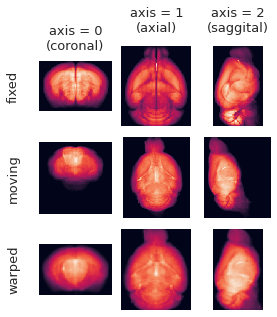 axis = 0
(coronal)
axis = 1
(axial)
axis = 2
(saggital)
fixed
moving
warped